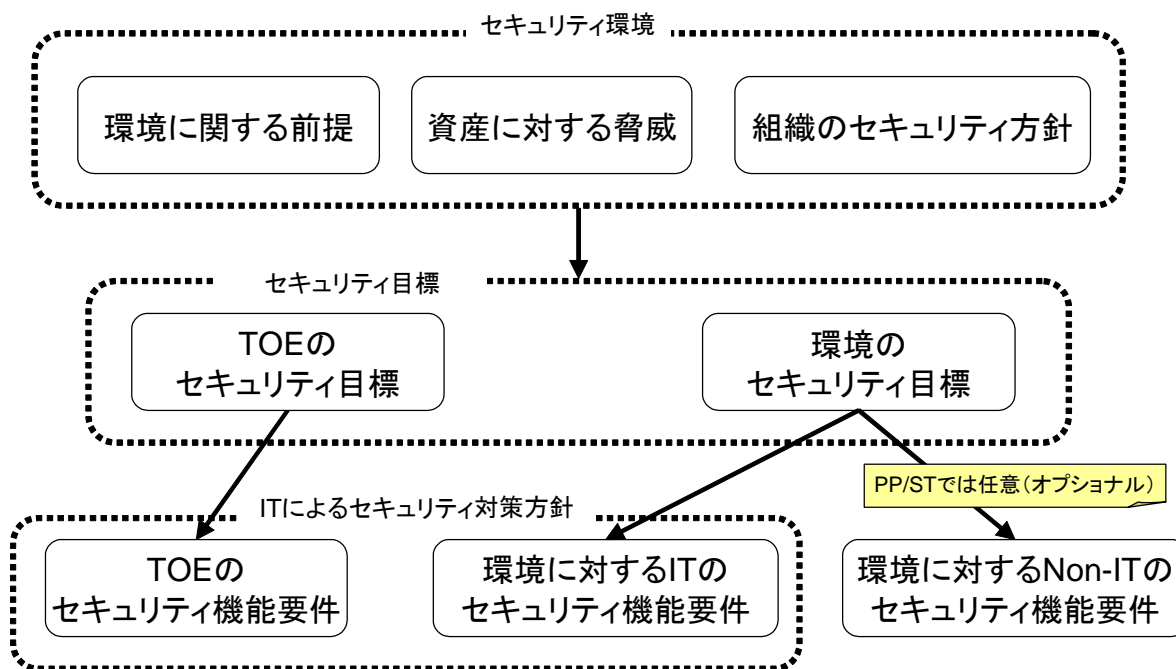 セキュリティ環境
環境に関する前提
資産に対する脅威
組織のセキュリティ方針
セキュリティ目標
TOEの
セキュリティ目標
環境の
セキュリティ目標
PP/STでは任意(オプショナル)
ITによるセキュリティ対策方針
TOEの
セキュリティ機能要件
環境に対するITの
セキュリティ機能要件
環境に対するNon-ITの
セキュリティ機能要件